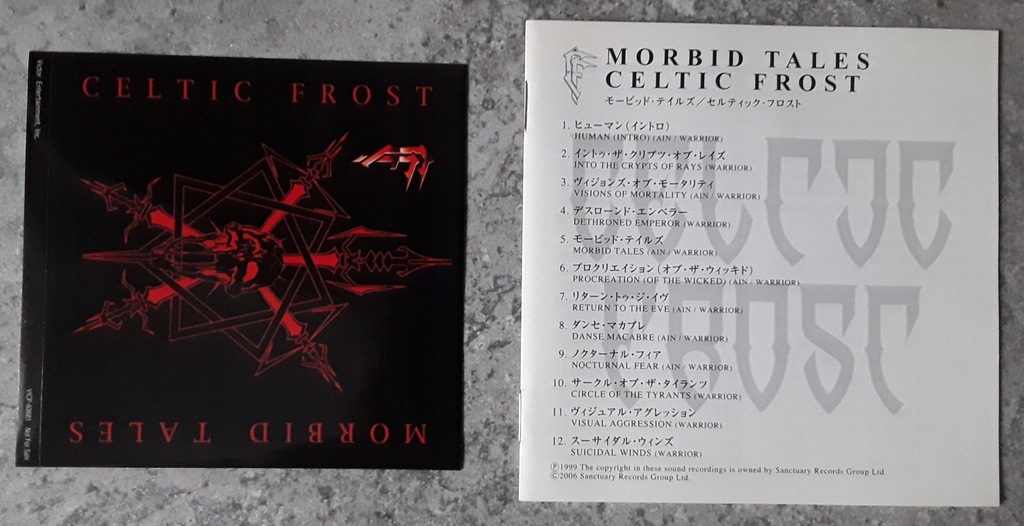 Victor Entertainment, Inc.
CELTIC FROST
MORBID TALES
Not For Sale
MORBID TALES
CELTIC FROST
モービッド・テイルズ/セルティック・フロスト
1. ヒューマン(イントロ)
HUMAN (INTRO) (AIN / WARRIOR)
2. イントゥ・ザ・クリプツ・オブ・レイズ
INTO THE CRYPTS OF RAYS (WARRIOR)
3. ヴィジョンズ・オブ・モータリティ
VISIONS OF MORTALITY (AIN / WARRIOR)
4. デスローンド・エンペラー
DETHRONED EMPEROR (WARRIOR)
5. モービッド・テイルズ
MORBID TALES (AIN / WARRIOR)
6. プロクリエイション(オブ・ザ・ウィッキド)
PROCREATION (OF THE WICKED) (AIN / WARRIOR)
7. リターン・トゥ・ジ・イヴ
RETURN TO THE EVE (AIN / WARRIOR)
8. ダンセ・マカブレ
DANSE MACABRE (AIN / WARRIOR)
9. ノクターナル・フィア
NOCTURNAL FEAR (AIN / WARRIOR)
10. サークル・オブ・ザ・タイランツ
CIRCLE OF THE TYRANTS (WARRIOR)
11. ヴィジュアル・アグレッション
VISUAL AGGRESSION (WARRIOR)
12. スーサイダル・ウィンズ
SUICIDAL WINDS (WARRIOR)
Ⓟ1999 The copyright in these sound recordings is owned by Sanctuary Records Group Ltd.
©2006 Sanctuary Records Group Ltd.
CELTIC
FROST